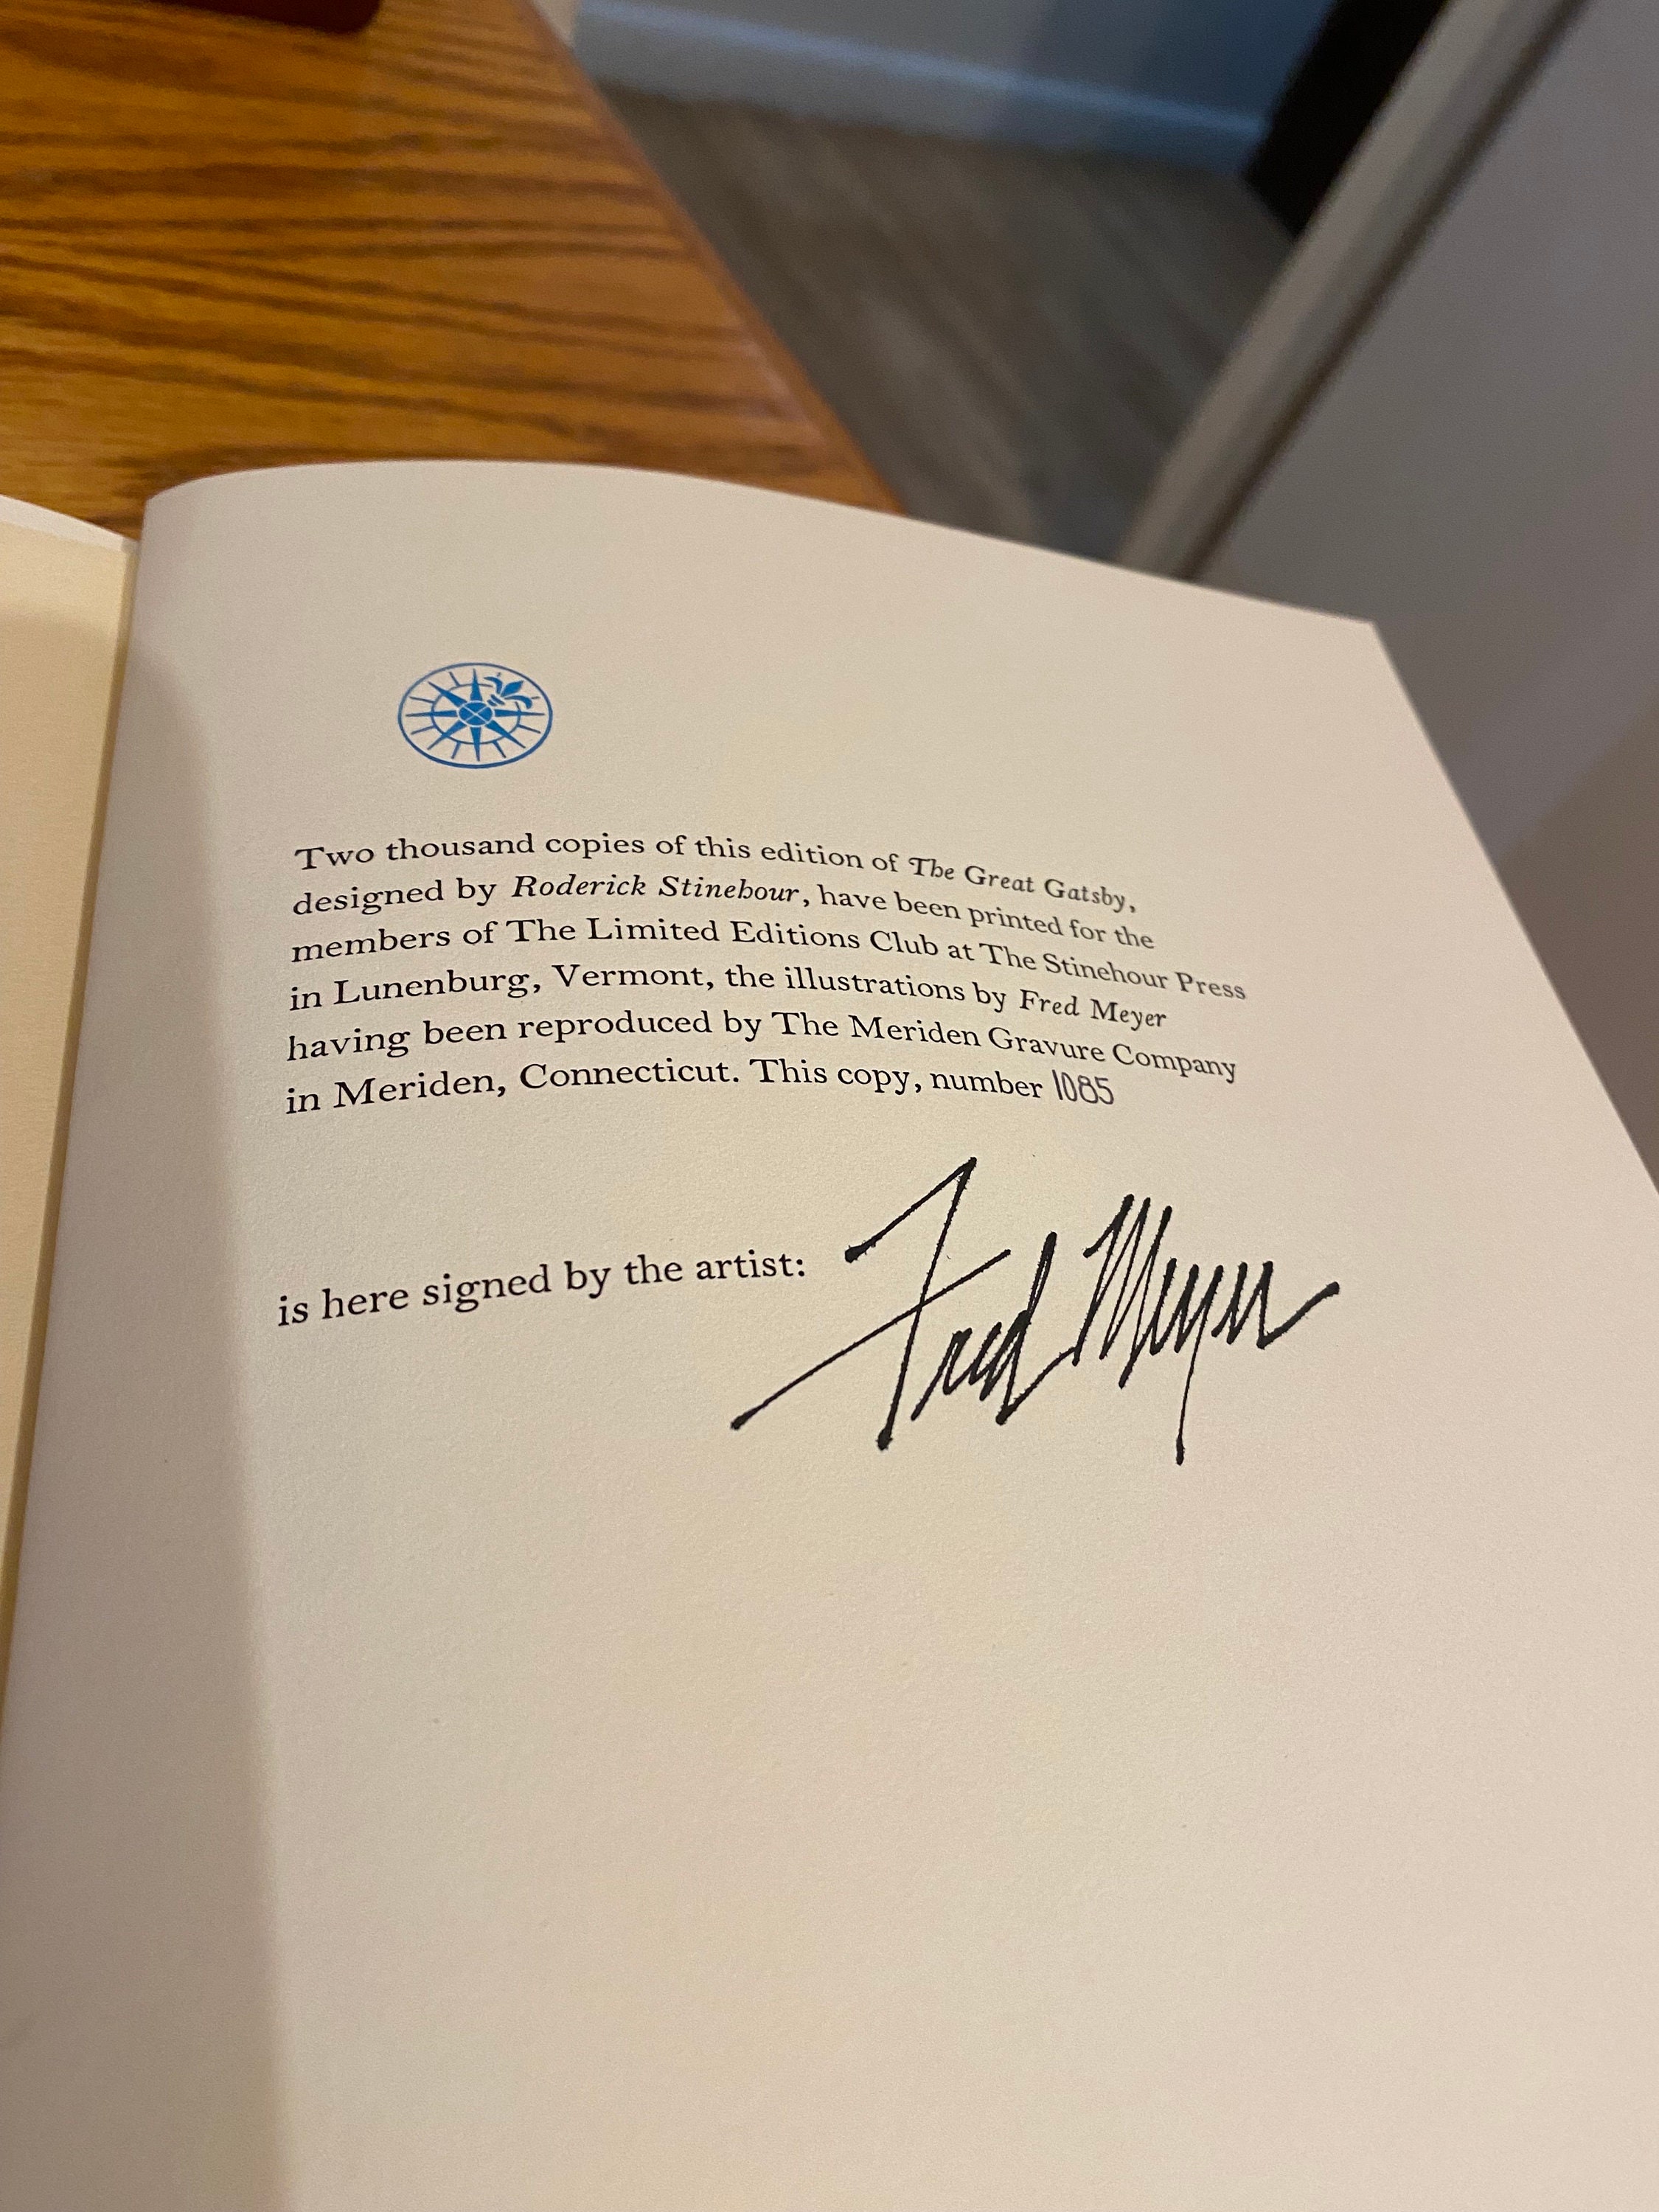 Two thousand copies of this edition of The Great Gatsby,
designed by Roderick Stinehour, have been printed for the
members of The Limited Editions Club at The Stinehour Press
in Lunenburg, Vermont, the illustrations by Fred Meyer
having been reproduced by The Meriden Gravure Company
in Meriden, Connecticut. This copy, number 1085
is here signed by the artist: Fred Meyer